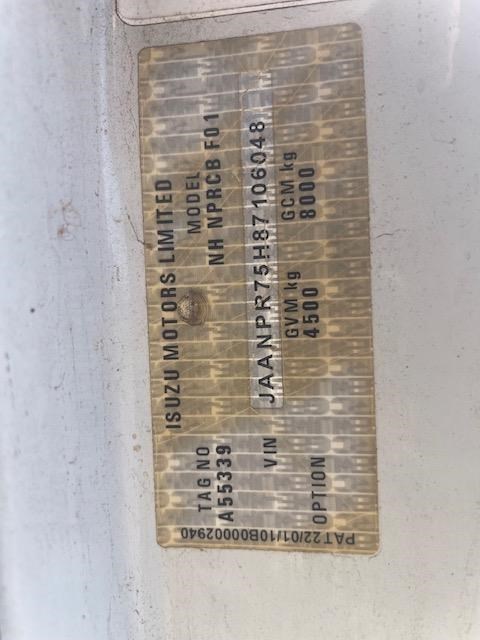 ISUZU MOTORS LIMITED
TAG NO
A55339
MODEL
NH NPRCB F01
VIN
JAANPR75H87106048
OPTION
GVM kg
4500
GCM kg
8000
PAT22/01/110B00002940